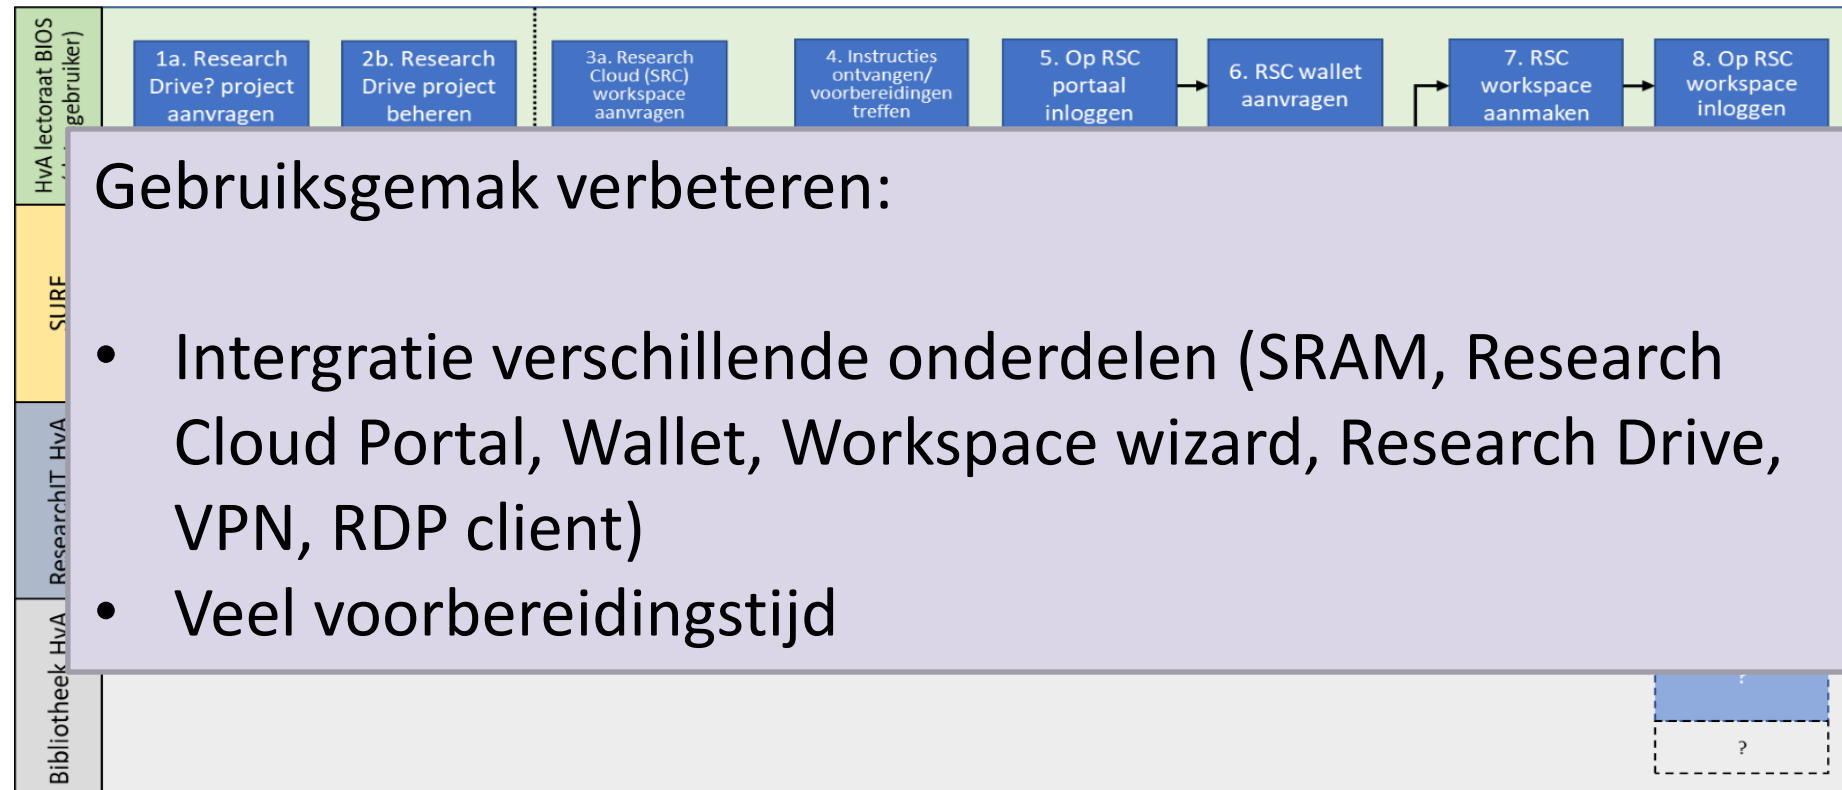 HvA lectoraat BIOS
gebruiker)
1a. Research
Drive? project
aanvragen
2b. Research
Drive project
beheren
3a. Research
Cloud (SRC)
workspace
aanvragen
4. Instructies
ontvangen/
voorbereidingen
treffen
5. Op RSC
portaal
inloggen
6. RSC wallet
aanvragen
7. RSC
workspace
aanmaken
8. Op RSC
workspace
inloggen
Gebruiksgemak verbeteren:
• Intergratie verschillende onderdelen (SRAM, Research
Cloud Portal, Wallet, Workspace wizard, Research Drive,
VPN, RDP client)
• Veel voorbereidingstijd
SURF
ResearchIT HvA
Bibliotheek HvA
?
?